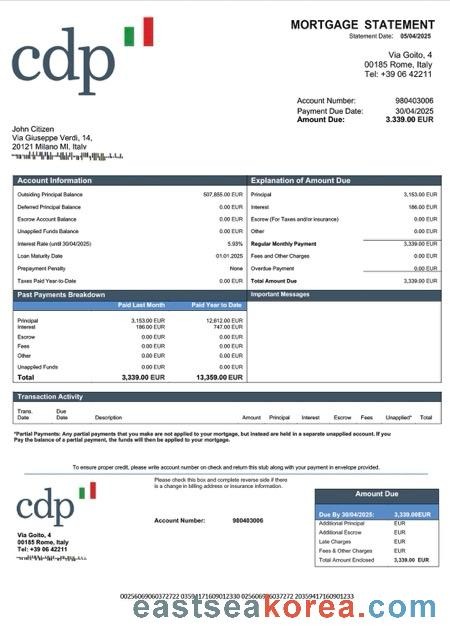 cdp
MORTGAGE STATEMENT
Statement Date: 05/04/2025
Via Goito, 4
00185 Rome, Italy
Tel: +39 06 42211
Account Number: 980403006
Payment Due Date: 30/04/2025
Amount Due: 3.339.00 EUR
John Citizen
Via Giuseppe Verdi, 14,
20121 Milano MI, Italv
Account Information
Outsiding Principal Balance 507,855.00 EUR
Deferred Principal Balance 0.00 EUR
Escrow Account Balance 0.00 EUR
Unapplied Funds Balance 0.00 EUR
Interest Rate (until 30/04/2025) 5.93%
Loan Maturity Date 01.01.2025
Prepayment Penalty None
Taxes Paid Year-to-Date 0.00 EUR
Explanation of Amount Due
Principal 3,153.00 EUR
Interest 186.00 EUR
Escrow (For Taxes and/or insurance) 0.00 EUR
Other 0.00 EUR
Regular Monthly Payment 3,339.00 EUR
Fees and Other Charges 0.00 EUR
Overdue Payment 0.00 EUR
Total Amount Due 3,339.00 EUR
Past Payments Breakdown
Paid Last Month Paid Year to Date
Principal 3,153.00 EUR 12,612.00 EUR
Interest 186.00 EUR 747.00 EUR
Escrow 0.00 EUR 0.00 EUR
Fees 0.00 EUR 0.00 EUR
Other 0.00 EUR 0.00 EUR
Unapplied Funds 0.00 EUR 0.00 EUR
Total 3,339.00 EUR 13,359.00 EUR
Important Messages
Transaction Activity
Trans. Date Due Date Description Amount Principal Interest Escrow Fees Unapplied* Total
*Partial Payments: Any partial payments that you make are not applied to your mortgage, but instead are held in a separate unapplied account. If you
Pay the balance of a partial payment, the funds will then be applied to your mortgage.
To ensure proper credit, please write account number on check and return this stub along with your payment in envelope provided.
cdp
Please check this box and complete reverse side if there
is a change in billing address or insurance information.
Via Goito, 4
00185 Rome, Italy
Tel: +39 06 42211
Account Number: 980403006
Amount Due
Due By 30/04/2025: 3,339.00EUR
Additional Principal EUR
Additional Escrow EUR
Late Charges EUR
Fees & Other Charges EUR
Total Amount Enclosed 3,339.00 EUR
eastseakorea.com